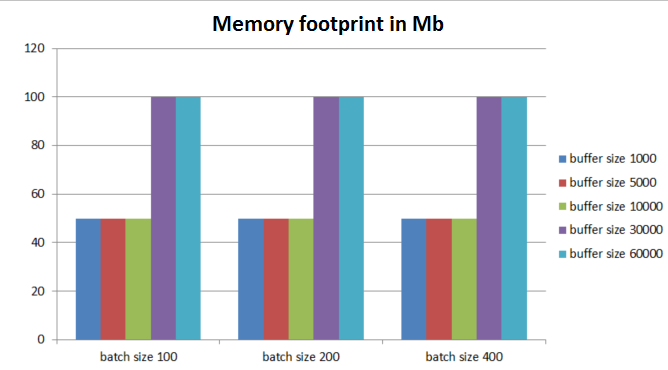 Memory footprint in Mb
120
100
80
60
40
20
0
batch size 100
batch size 200
batch size 400
buffer size 1000
buffer size 5000
buffer size 10000
buffer size 30000
buffer size 60000